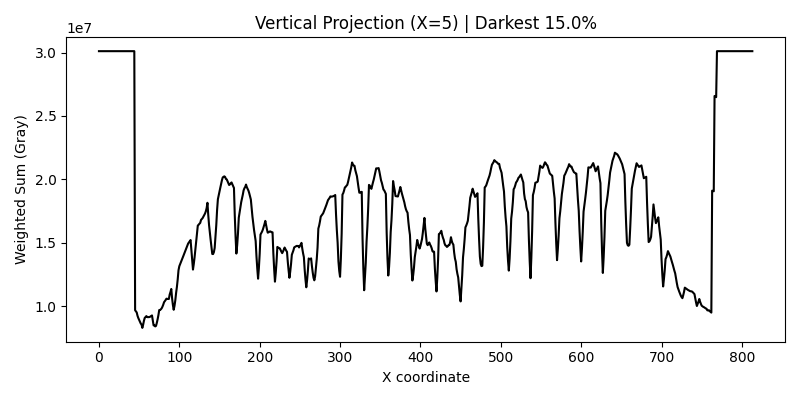 Vertical Projection (X=5) | Darkest 15.0%
1e7
3.0
2.5
2.0
1.5
1.0
Weighted Sum (Gray)
0 100 200 300 400 500 600 700 800
X coordinate